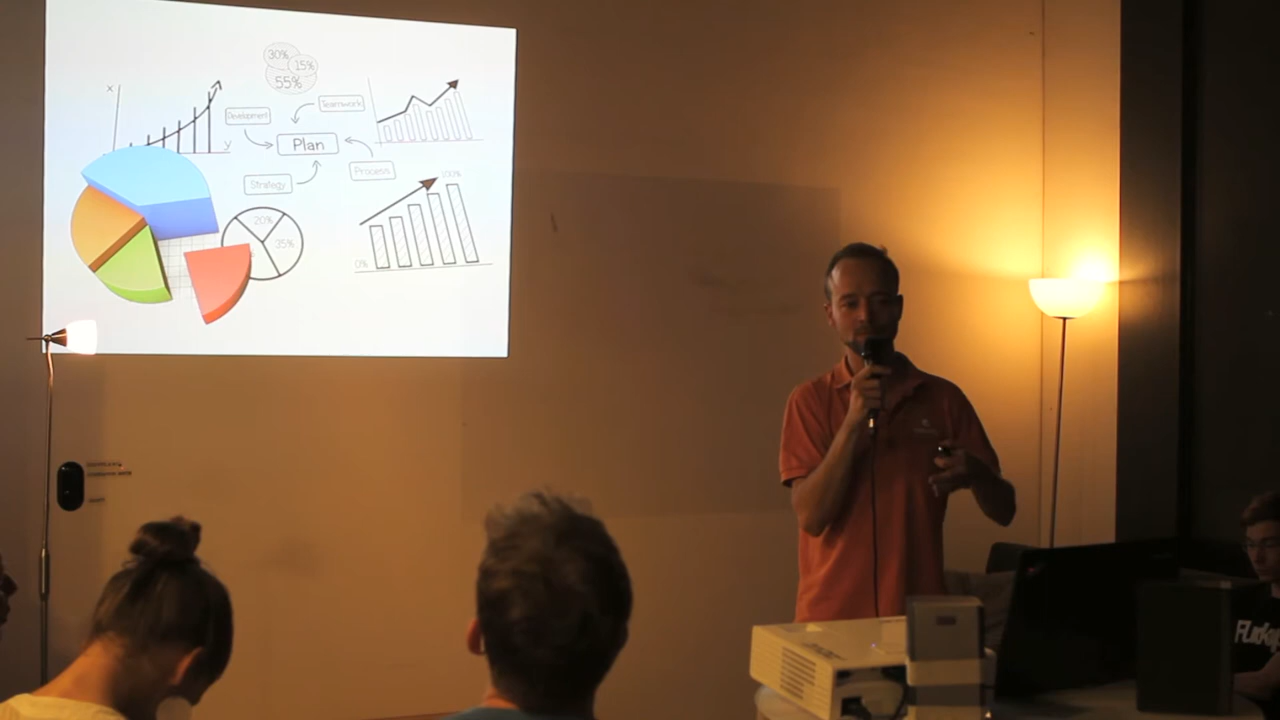 30%
15%
55%
x
Development
Teamwork
Plan
y
Process
Strategy
100%
20%
35%
0%